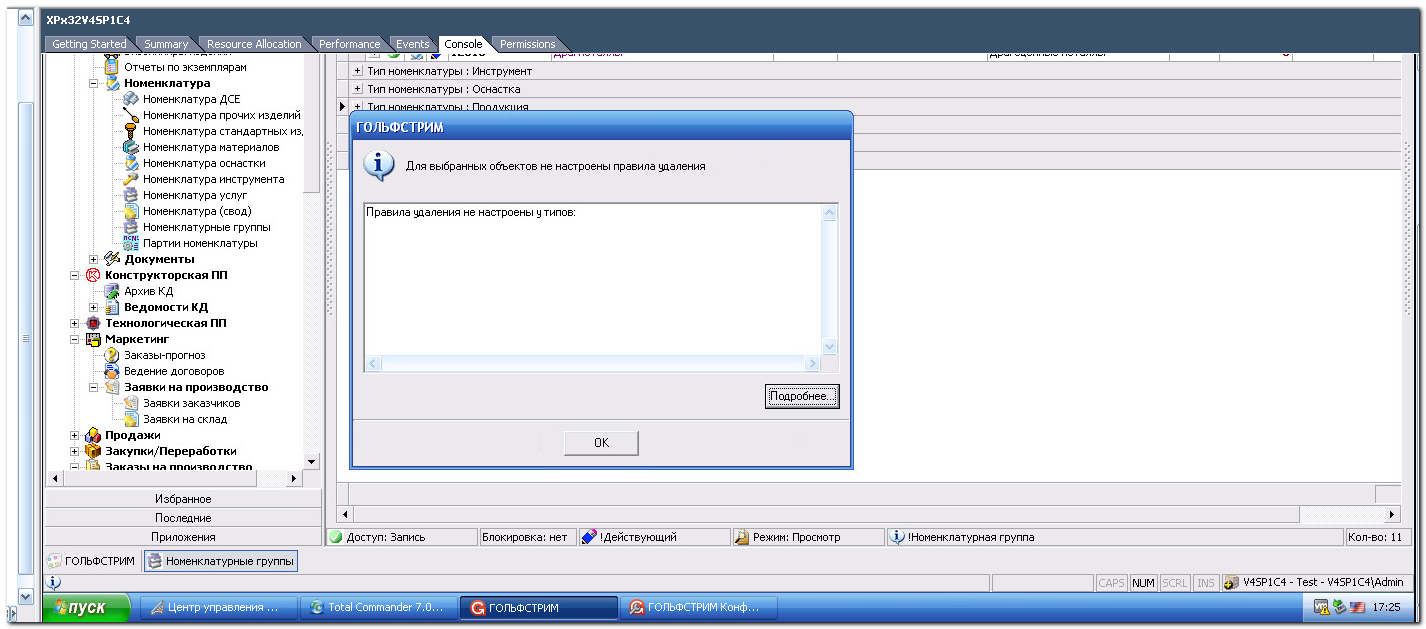 XPx32V4SP1C4
Getting Started Summary Resource Allocation Performance Events Console Permissions
Отчеты по экземплярам
Номенклатура
Номенклатура ДСЕ
Номенклатура прочих изделий
Номенклатура стандартных из,
Номенклатура материалов
Номенклатура оснастки
Номенклатура инструмента
Номенклатура услуг
Номенклатура (свод)
Номенклатурные группы
Партии номенклатуры
Документы
Конструкторская ПП
Архив КД
Ведомости КД
Технологическая ПП
Маркетинг
Заказы-прогноз
Ведение договоров
Заявки на производство
Заявки заказчиков
Заявки на склад
Продажи
Закупки/Переработки
Заказы на производство
Избранное
Последние
Приложения
Тип номенклатуры : Инструмент
Тип номенклатуры : Оснастка
Тип номенклатуры : Продукция
ГОЛЬФСТРИМ
Для выбранных объектов не настроены правила удаления
Правила удаления не настроены у типов:
Подробнее...
OK
Доступ: Запись Блокировка: нет !Действующий Режим: Просмотр !Номенклатурная группа Кол-во: 11
ГОЛЬФСТРИМ Номенклатурные группы
CAPS NUM SCRL INS V4SP1C4 - Test - V4SP1C4\Admin
пуск Центр управления ... Total Commander 7.0... ГОЛЬФСТРИМ ГОЛЬФСТРИМ Конф... 17:25